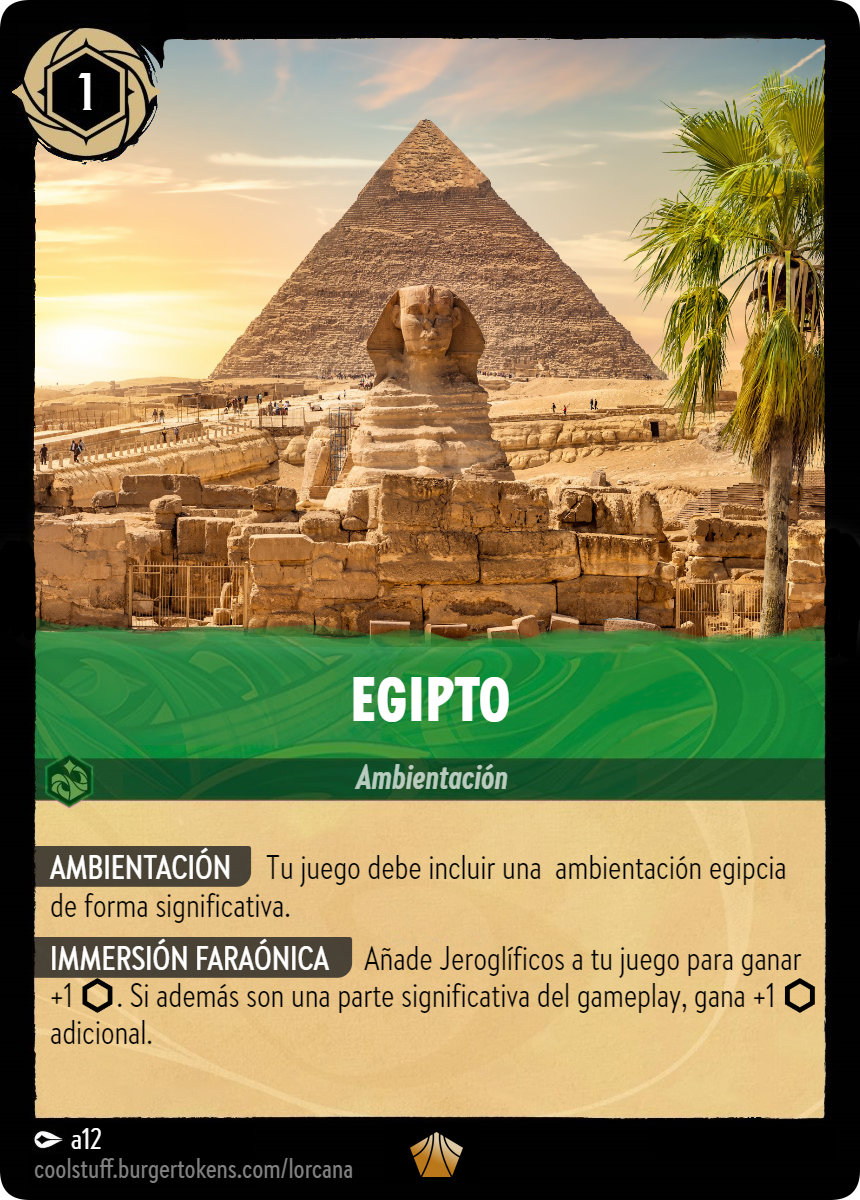 1
EGIPTO
Ambientación
AMBIENTACIÓN Tu juego debe incluir una ambientación egipcia
de forma significativa.
IMMERSIÓN FARAÓNICA Añade Jeroglíficos a tu juego para ganar
+1 ⬡. Si además son una parte significativa del gameplay, gana +1 ⬡
adicional.
a12
coolstuff.burgertokens.com/lorcana